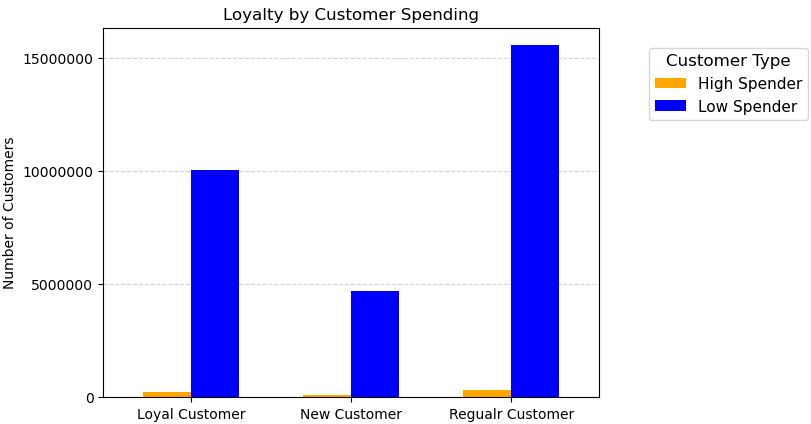 Loyalty by Customer Spending
Number of Customers
15000000
10000000
5000000
0
Loyal Customer
New Customer
Regualr Customer
Customer Type
High Spender
Low Spender